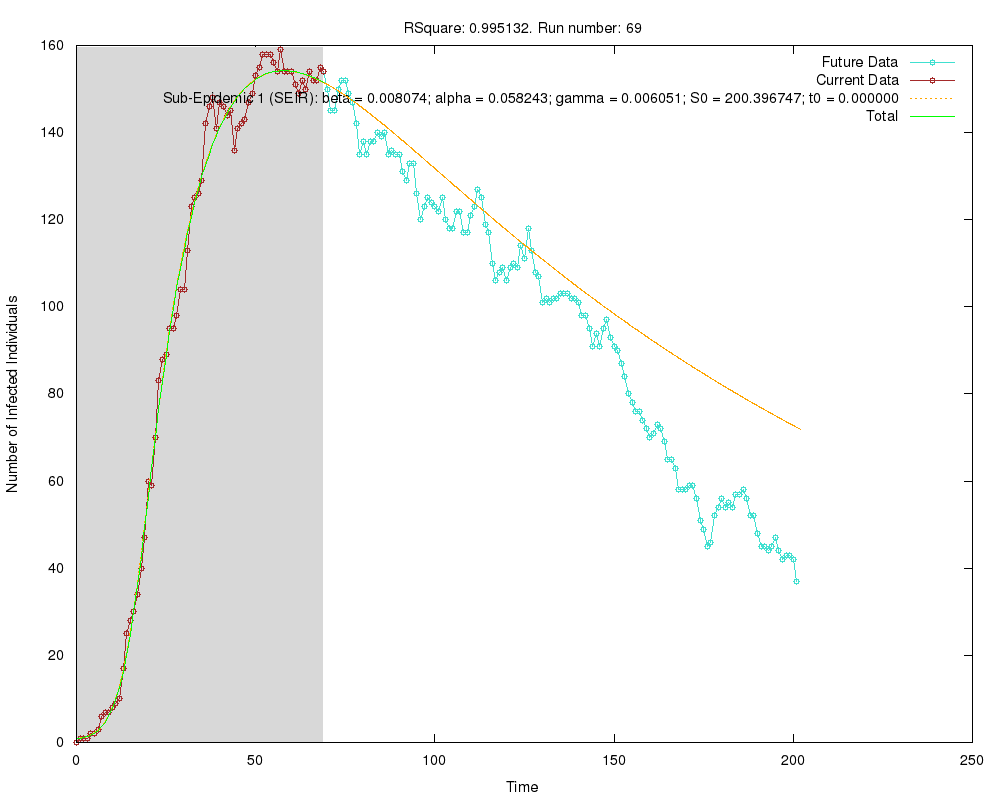 RSquare: 0.995132. Run number: 69
160
140
120
100
80
60
40
20
0
Number of Infected Individuals
Future Data
Current Data
Sub-Epidemic 1 (SEIR): beta = 0.008074; alpha = 0.058243; gamma = 0.006051; S0 = 200.396747; t0 = 0.000000
Total
0 50 100 150 200 250
Time